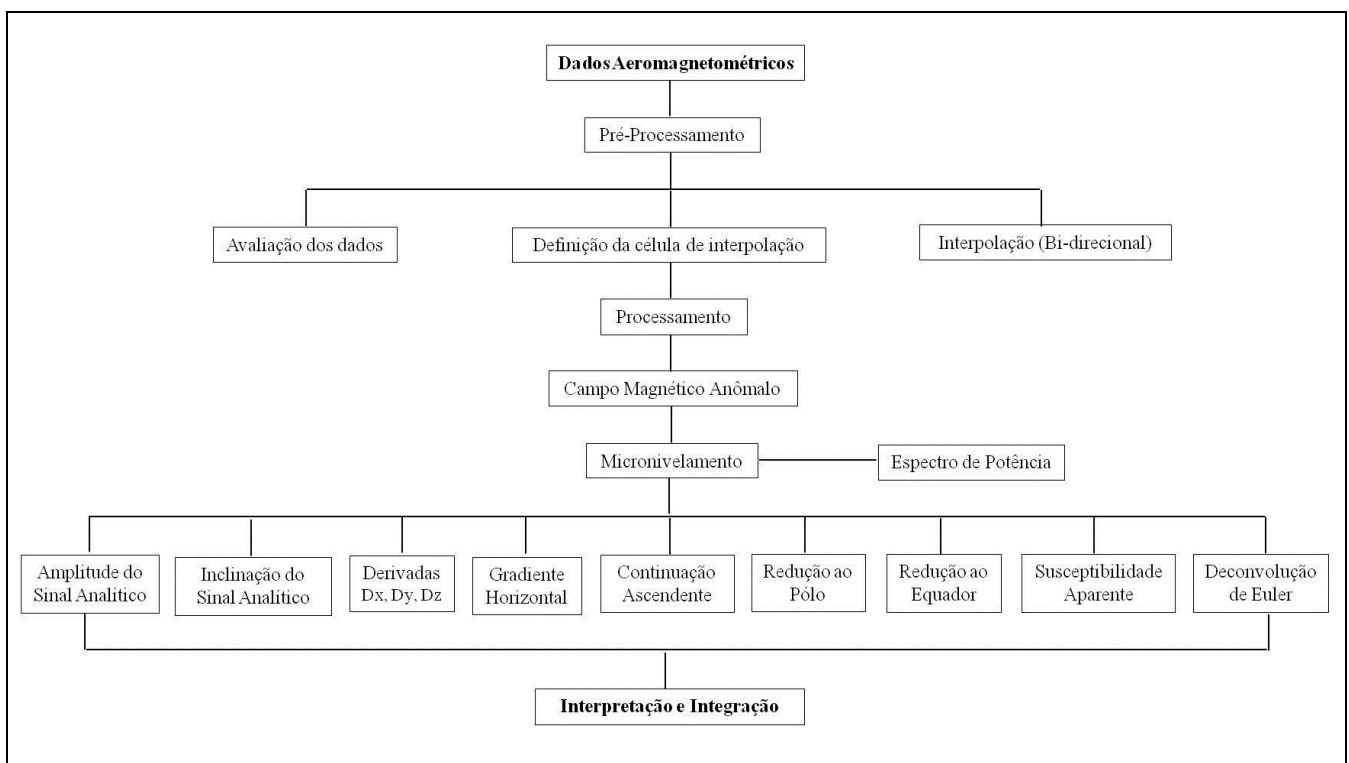 Dados Aeromagnetométricos
Pré-Processamento
Avaliação dos dados
Definição da célula de interpolação
Interpolação (Bi-direcional)
Processamento
Campo Magnético Anômalo
Micronivelamento
Espectro de Potência
Amplitude do
Sinal Analítico
Inclinação do
Sinal Analítico
Derivadas
Dx, Dy, Dz
Gradiente
Horizontal
Continuação
Ascendente
Redução ao
Pólo
Redução ao
Equador
Susceptibilidade
Aparente
Deconvolução
de Euler
Interpretação e Integração